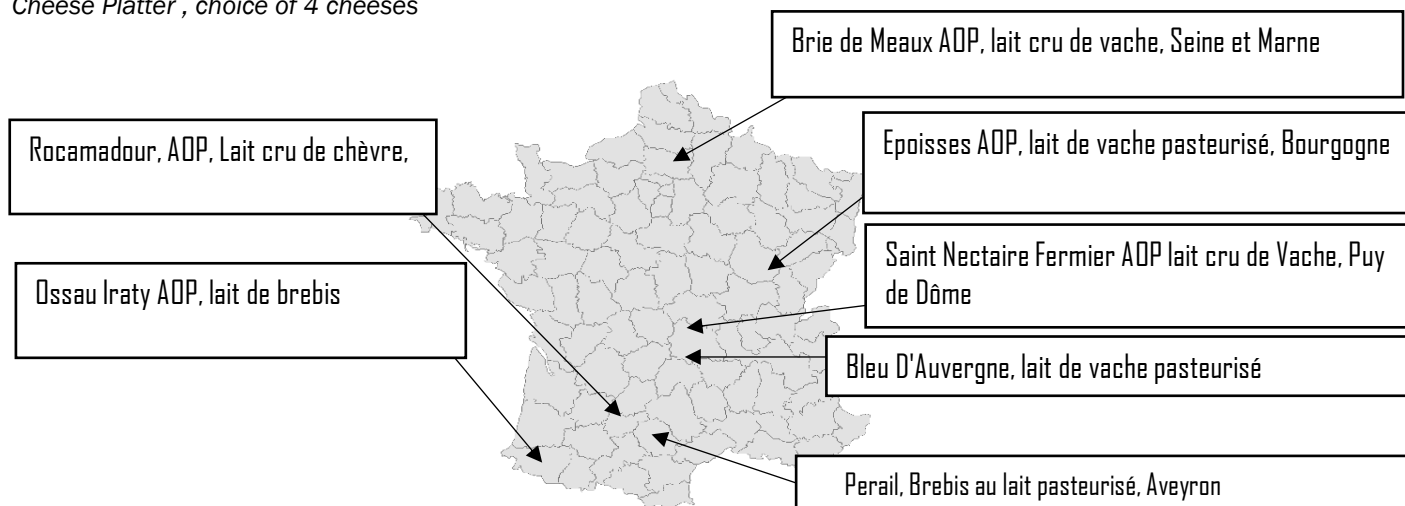 Cheese Platter , choice of 4 cheeses
Brie de Meaux AOP, lait cru de vache, Seine et Marne
Rocamadour, AOP, Lait cru de chèvre,
Epoisses AOP, lait de vache pasteurisé, Bourgogne
Saint Nectaire Fermier AOP lait cru de Vache, Puy
de Dôme
Ossau Iraty AOP, lait de brebis
Bleu D'Auvergne, lait de vache pasteurisé
Perail, Brebis au lait pasteurisé, Aveyron